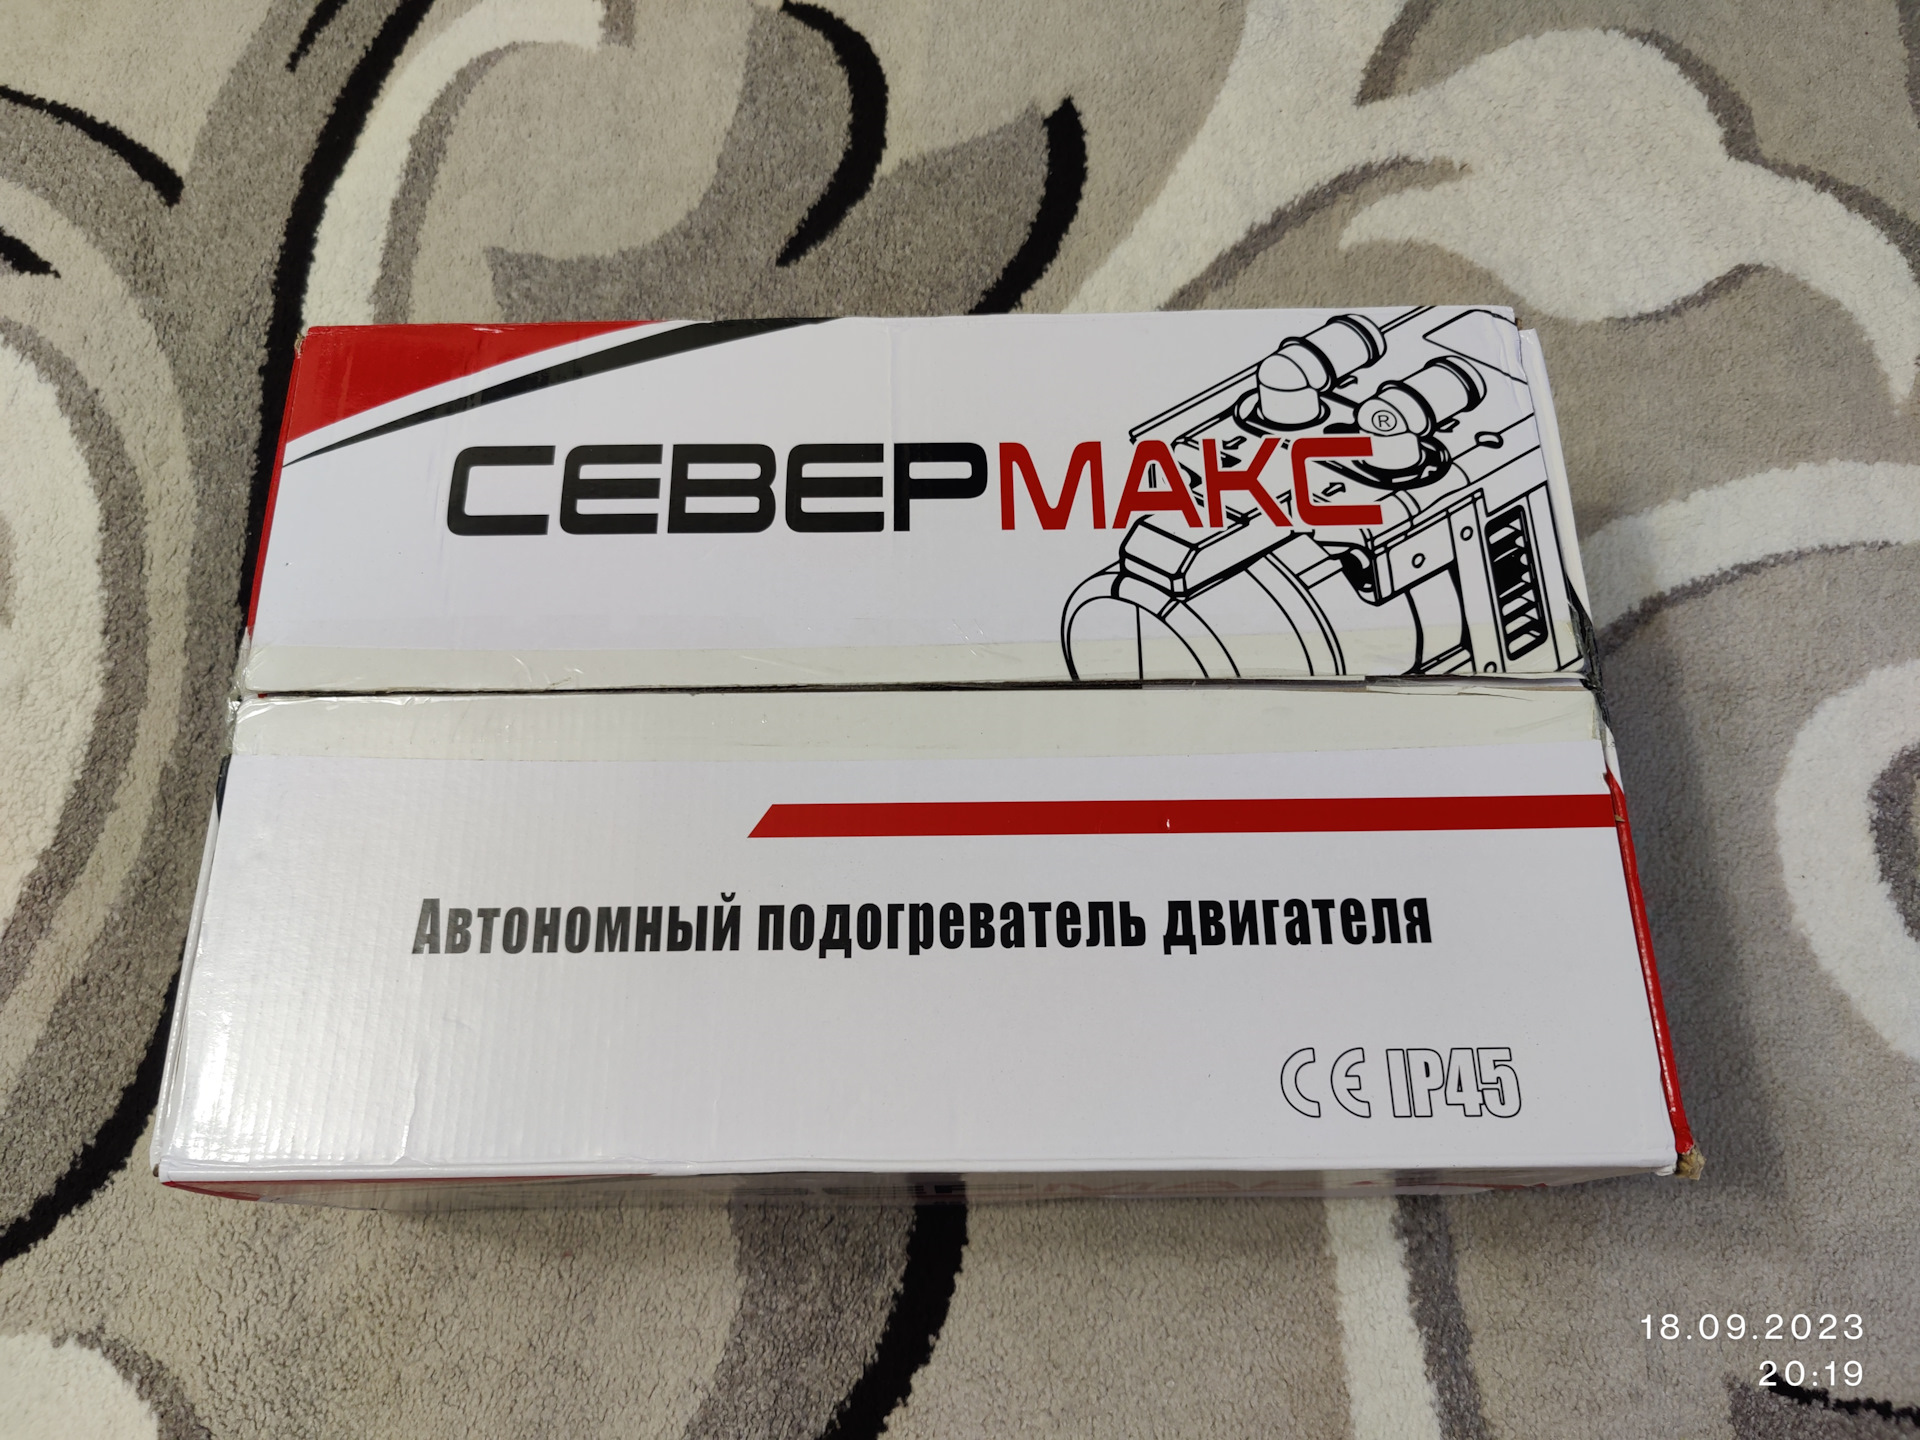 СЕВЕРМАКС®
Автономный подогреватель двигателя
CE IP45
18.09.2023
20:19